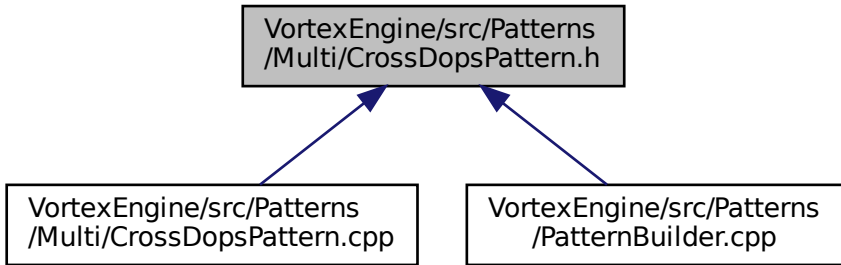 VortexEngine/src/Patterns
/Multi/CrossDopsPattern.h
VortexEngine/src/Patterns
/Multi/CrossDopsPattern.cpp
VortexEngine/src/Patterns
/PatternBuilder.cpp